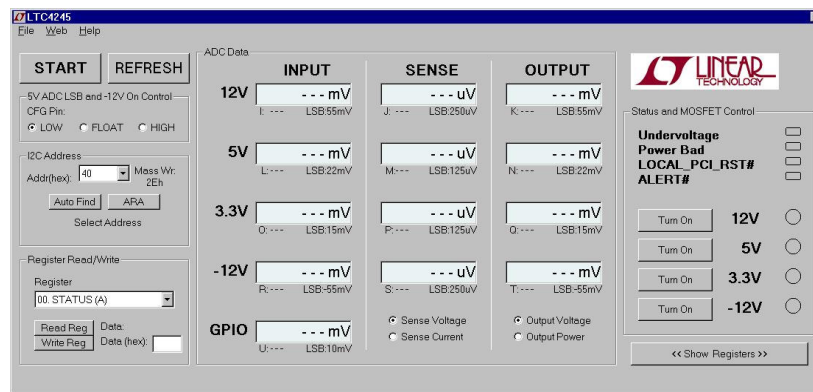 LTC4245
File Web Help
START REFRESH
5V ADC LSB and -12V On Control
CFG Pin:
LOW FLOAT HIGH
I2C Address
Addr(hex): 40 Mass Wr: 2Eh
Auto Find ARA
Select Address
Register Read/Write
Register
00. STATUS (A)
Read Reg Data:
Write Reg Data (hex):
ADC Data
INPUT SENSE OUTPUT
12V --- mV --- uV --- mV
I: --- LSB:55mV J: --- LSB:250uV K: --- LSB:55mV
5V --- mV --- uV --- mV
L: --- LSB:22mV M: --- LSB:125uV N: --- LSB:22mV
3.3V --- mV --- uV --- mV
O: --- LSB:15mV P: --- LSB:125uV Q: --- LSB:15mV
-12V --- mV --- uV --- mV
R: --- LSB:-55mV S: --- LSB:250uV T: --- LSB:-55mV
GPIO --- mV
U: --- LSB:10mV
Sense Voltage
Sense Current
Output Voltage
Output Power
LINEAR
TECHNOLOGY
Status and MOSFET Control
Undervoltage
Power Bad
LOCAL_PCI_RST#
ALERT#
Turn On 12V
Turn On 5V
Turn On 3.3V
Turn On -12V
<< Show Registers >>